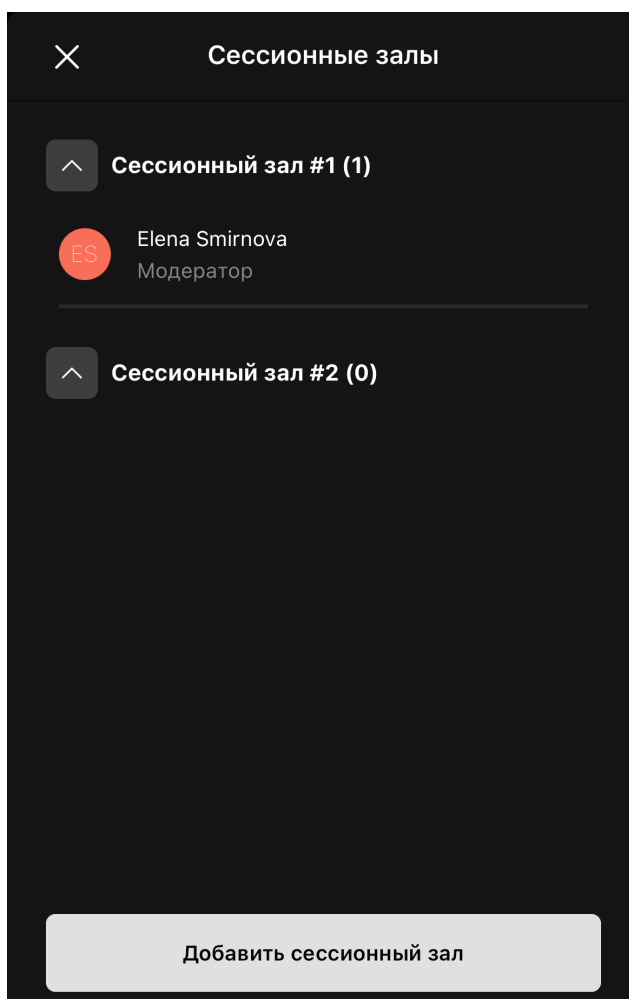 Сессионные залы
Сессионный зал #1 (1)
ES
Elena Smirnova
Модератор
Сессионный зал #2 (0)
Добавить сессионный зал